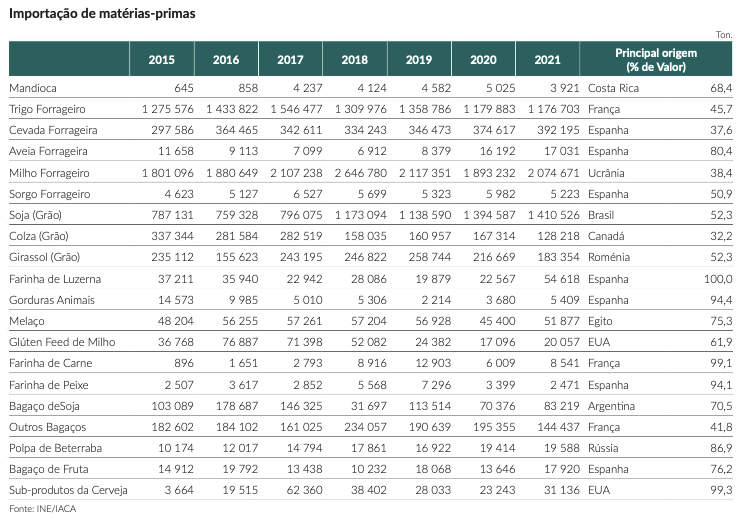 Importação de matérias-primas
Ton.
2015 2016 2017 2018 2019 2020 2021 Principal origem
(% de Valor)
Mandioca 645 858 4 237 4 124 4 582 5 025 3 921 Costa Rica 68,4
Trigo Forrageiro 1 275 576 1 433 822 1 546 477 1 309 976 1 358 786 1 179 883 1 176 703 França 45,7
Cevada Forrageira 297 586 364 465 342 611 334 243 346 473 374 617 392 195 Espanha 37,6
Aveia Forrageira 11 658 9 113 7 099 6 912 8 379 16 192 17 031 Espanha 80,4
Milho Forrageiro 1 801 096 1 880 649 2 107 238 2 646 780 2 117 351 1 893 232 2 074 671 Ucrânia 38,4
Sorgo Forrageiro 4 623 5 127 6 527 5 699 5 323 5 982 5 223 Espanha 50,9
Soja (Grão) 787 131 759 328 796 075 1 173 094 1 138 590 1 394 587 1 410 526 Brasil 52,3
Colza (Grão) 337 344 281 584 282 519 158 035 160 957 167 314 128 218 Canadá 32,2
Girassol (Grão) 235 112 155 623 243 195 246 822 258 744 216 669 183 354 Roménia 52,3
Farinha de Luzerna 37 211 35 940 22 942 28 086 19 879 22 567 54 618 Espanha 100,0
Gorduras Animais 14 573 9 985 5 010 5 306 2 214 3 680 5 409 Espanha 94,4
Melaço 48 204 56 255 57 261 57 204 56 928 45 400 51 877 Egito 75,3
Glúten Feed de Milho 36 768 76 887 71 398 52 082 24 382 17 096 20 057 EUA 61,9
Farinha de Carne 896 1 651 2 793 8 916 12 903 6 009 8 541 França 99,1
Farinha de Peixe 2 507 3 617 2 852 5 568 7 296 3 399 2 471 Espanha 94,1
Bagaço deSoja 103 089 178 687 146 325 31 697 113 514 70 376 83 219 Argentina 70,5
Outros Bagaços 182 602 184 102 161 025 234 057 190 639 195 355 144 437 França 41,8
Polpa de Beterraba 10 174 12 017 14 794 17 861 16 922 19 414 19 588 Rússia 86,9
Bagaço de Fruta 14 912 19 792 13 438 10 232 18 068 13 646 17 920 Espanha 76,2
Sub-produtos da Cerveja 3 664 19 515 62 360 38 402 28 033 23 243 31 136 EUA 99,3
Fonte: INE/IACA